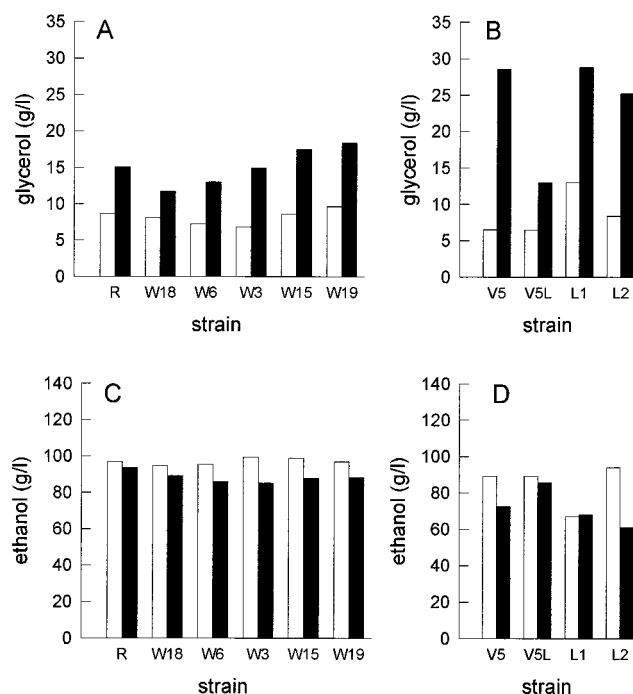 A
glycerol (g/l)
35
30
25
20
15
10
5
0
R W18 W6 W3 W15 W19
strain
B
glycerol (g/l)
35
30
25
20
15
10
5
0
V5 V5L L1 L2
strain
C
ethanol (g/l)
140
120
100
80
60
40
20
0
R W18 W6 W3 W15 W19
strain
D
ethanol (g/l)
140
120
100
80
60
40
20
0
V5 V5L L1 L2
strain